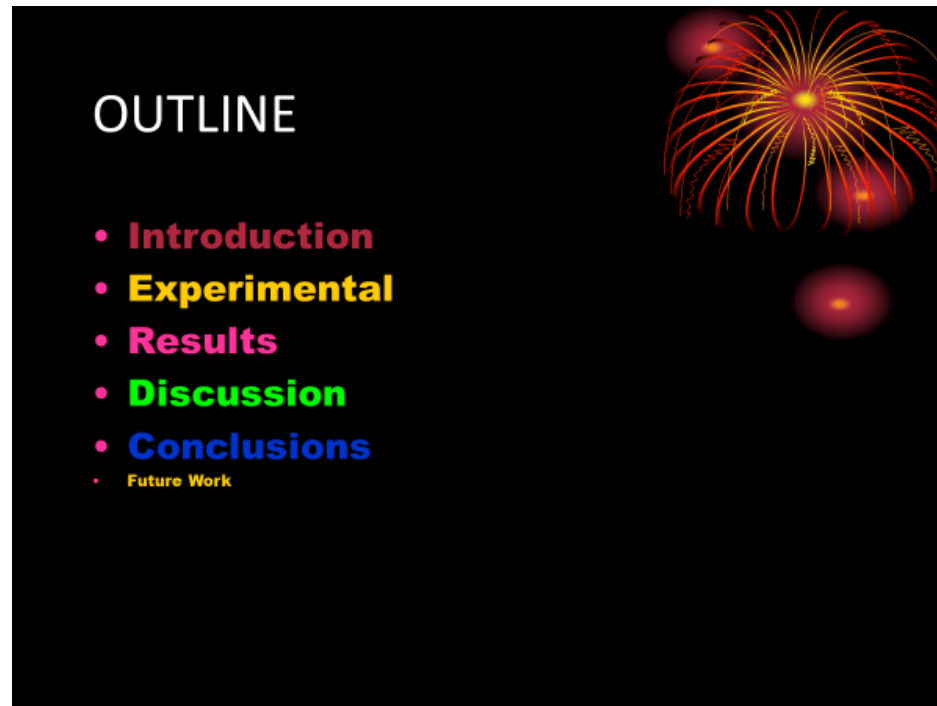 OUTLINE
• Introduction
• Experimental
• Results
• Discussion
• Conclusions
• Future Work